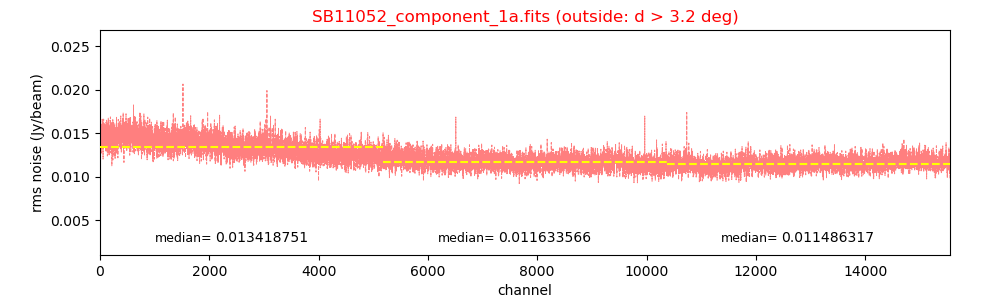 SB11052_component_1a.fits (outside: d > 3.2 deg)
rms noise (Jy/beam)
0.025
0.020
0.015
0.010
0.005
median= 0.013418751 median= 0.011633566 median= 0.011486317
0 2000 4000 6000 8000 10000 12000 14000
channel